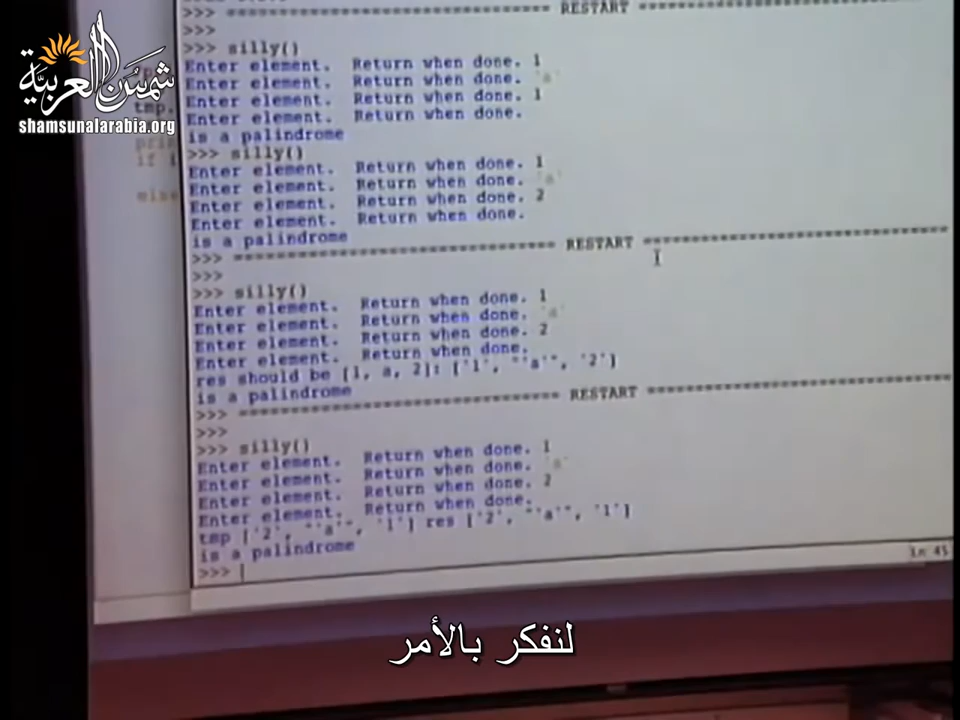 شمس العربية
shamsunalarabia.org
>>> ================================ RESTART ================================
>>>
>>> silly()
Enter element. Return when done. 1
Enter element. Return when done. 'a'
Enter element. Return when done. 1
Enter element. Return when done.
is a palindrome
>>> silly()
Enter element. Return when done. 1
Enter element. Return when done. 'a'
Enter element. Return when done. 2
Enter element. Return when done.
is a palindrome
>>> ================================ RESTART ================================
>>>
>>> silly()
Enter element. Return when done. 1
Enter element. Return when done. 'a'
Enter element. Return when done. 2
Enter element. Return when done.
res should be [1, a, 2]: ['1', "'a'", '2']
is a palindrome
>>> ================================ RESTART ================================
>>>
>>> silly()
Enter element. Return when done. 1
Enter element. Return when done. 'a'
Enter element. Return when done. 2
Enter element. Return when done.
tmp ['2', "'a'", '1'] res ['2', "'a'", '1']
is a palindrome
>>>
Ln 45
tmp.
if
else
لنفكر بالأمر